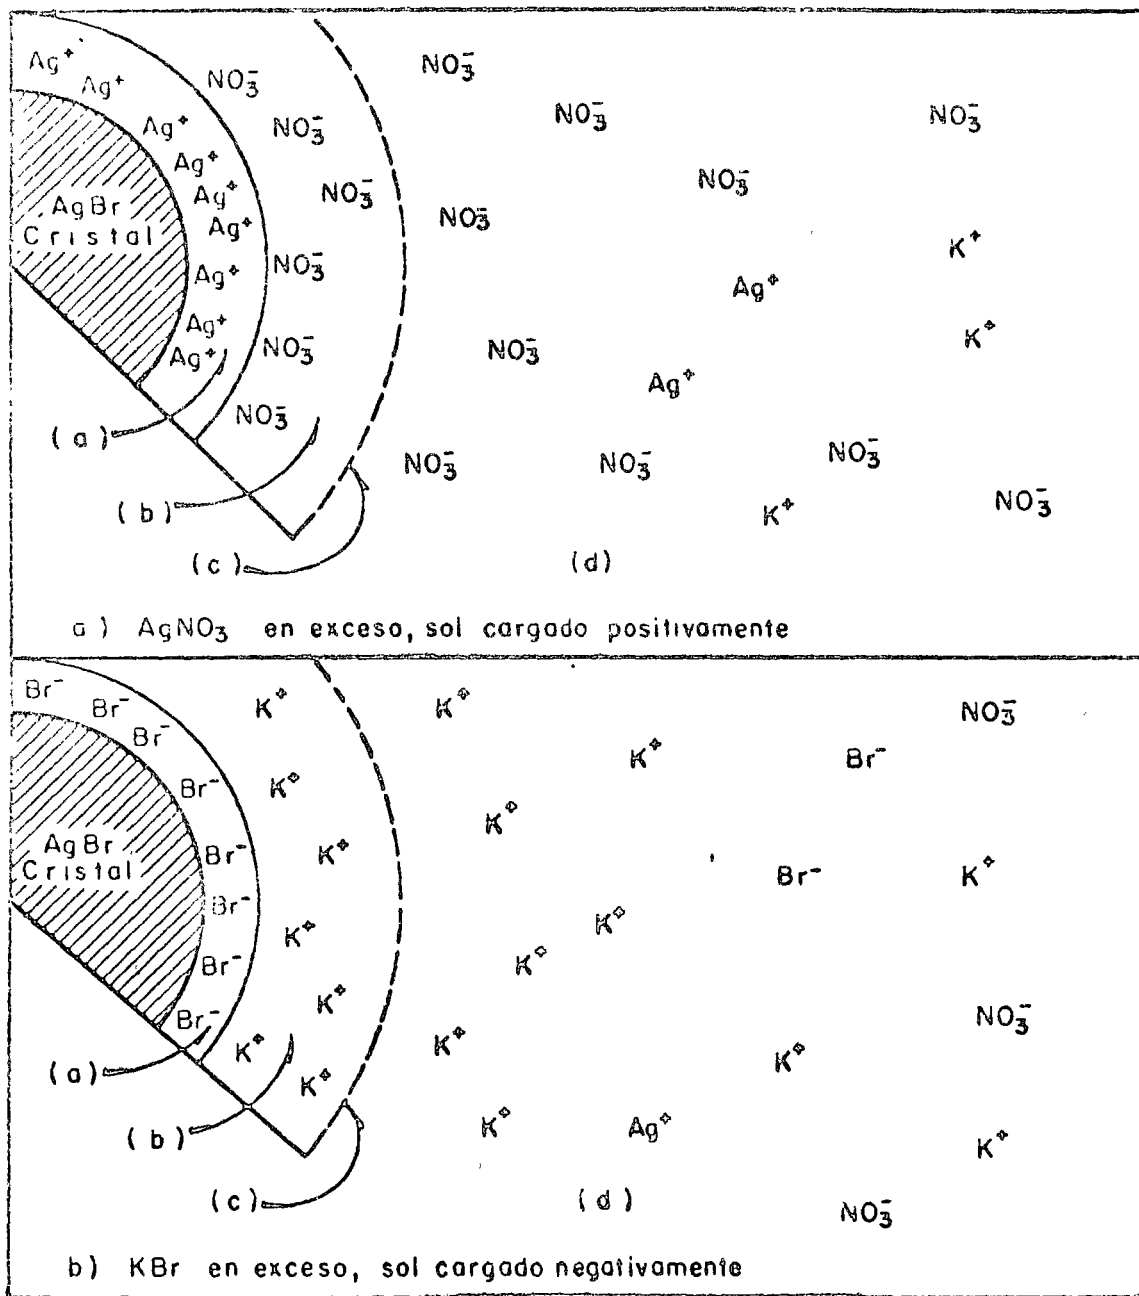 Ag⁺
Ag⁺
NO₃⁻
NO₃⁻
NO₃⁻
NO₃⁻
Ag⁺
NO₃⁻
Ag⁺
NO₃⁻
NO₃⁻
Ag⁺
AgBr
Cristal
Ag⁺
NO₃⁻
K⁺
Ag⁺
NO₃⁻
Ag⁺
Ag⁺
K⁺
Ag⁺
NO₃⁻
NO₃⁻
Ag⁺
NO₃⁻
(a)
NO₃⁻
NO₃⁻
NO₃⁻
NO₃⁻
(b)
K⁺
(c)
(d)
a) AgNO₃ en exceso, sol cargado positivamente
Br⁻
Br⁻
K⁺
K⁺
NO₃⁻
Br⁻
K⁺
Br⁻
Br⁻
K⁺
K⁺
AgBr
Cristal
Br⁻
K⁺
Br⁻
K⁺
Br⁻
K⁺
K⁺
Br⁻
K⁺
Br⁻
K⁺
NO₃⁻
K⁺
K⁺
K⁺
(a)
K⁺
(b)
K⁺
Ag⁺
K⁺
(c)
(d)
NO₃⁻
b) KBr en exceso, sol cargado negativamente